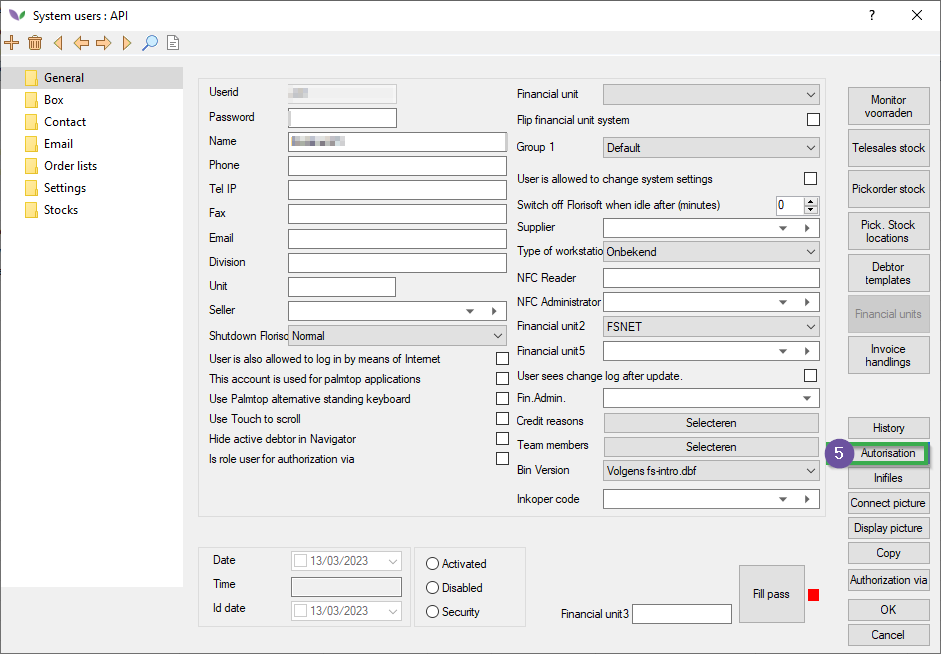 System users : API
?
General
Box
Contact
Email
Order lists
Settings
Stocks
Userid
Password
Name
Phone
Tel IP
Fax
Email
Division
Unit
Seller
Shutdown Floriso Normal
User is also allowed to log in by means of Internet
This account is used for palmtop applications
Use Palmtop alternative standing keyboard
Use Touch to scroll
Hide active debtor in Navigator
Is role user for authorization via
Financial unit
Flip financial unit system
Group 1 Default
User is allowed to change system settings
Switch off Florisoft when idle after (minutes) 0
Supplier
Type of workstatio Onbekend
NFC Reader
NFC Administrator
Financial unit2 FSNET
Financial unit5
User sees change log after update.
Fin.Admin.
Credit reasons Selecteren
Team members Selecteren
Bin Version Volgens fs-intro.dbf
Inkoper code
Date 13/03/2023
Time
Id date 13/03/2023
Activated
Disabled
Security
Financial unit3
Fill pass
Monitor
voorraden
Telesales stock
Pickorder stock
Pick. Stock
locations
Debtor
templates
Financial units
Invoice
handlings
History
5 Autorisation
Inifiles
Connect picture
Display picture
Copy
Authorization via
OK
Cancel